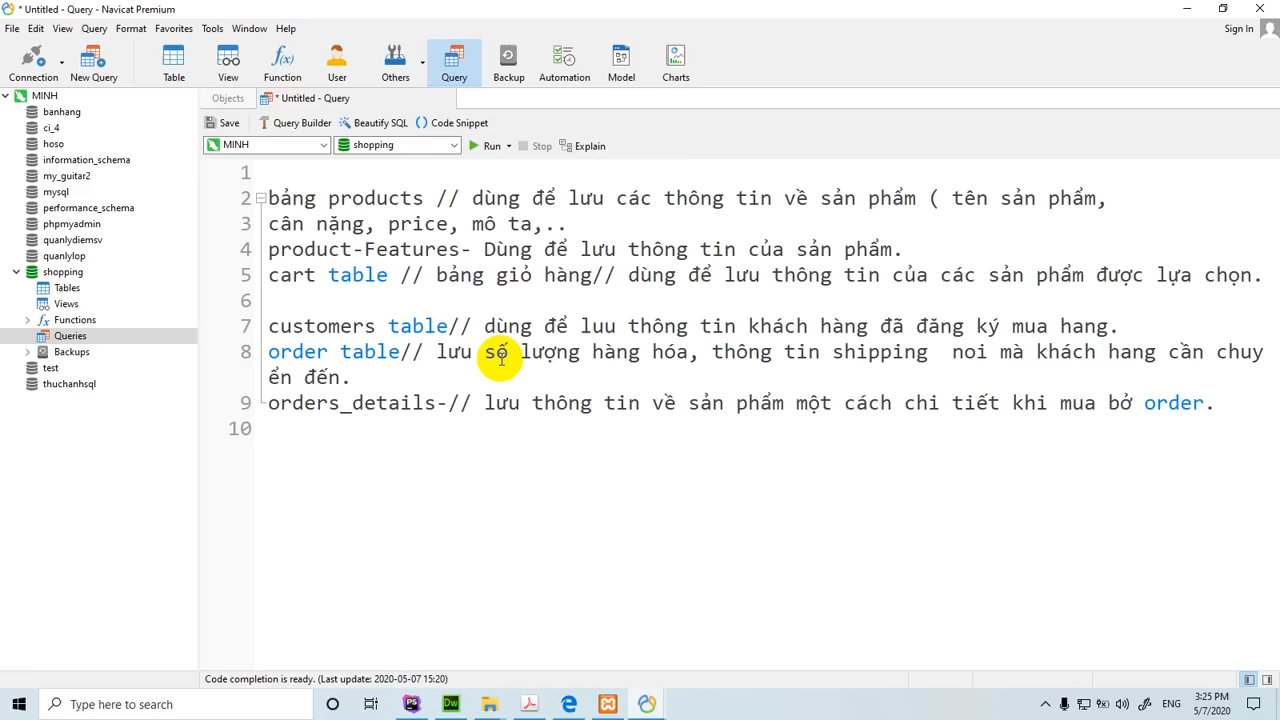 * Untitled - Query - Navicat Premium
File Edit View Query Format Favorites Tools Window Help
Sign In
Connection New Query Table View Function User Others Query Backup Automation Model Charts
MINH
banhang
ci_4
hoso
information_schema
my_guitar2
mysql
performance_schema
phpmyadmin
quanlydiemsv
quanlylop
shopping
Tables
Views
Functions
Queries
Backups
test
thuchanhsql
Objects * Untitled - Query
Save Query Builder Beautify SQL Code Snippet
MINH shopping Run Stop Explain
1
2 bảng products // dùng để lưu các thông tin về sản phẩm ( tên sản phẩm,
3 cân nặng, price, mô ta,..
4 product-Features- Dùng để lưu thông tin của sản phẩm.
5 cart table // bảng giỏ hàng// dùng để lưu thông tin của các sản phẩm được lựa chọn.
6
7 customers table// dùng để luu thông tin khách hàng đã đăng ký mua hang.
8 order table// lưu số lượng hàng hóa, thông tin shipping  noi mà khách hang cần chuy
ển đến.
9 orders_details-// lưu thông tin về sản phẩm một cách chi tiết khi mua bở order.
10
Code completion is ready. (Last update: 2020-05-07 15:20)
Type here to search
ENG
3:25 PM
5/7/2020